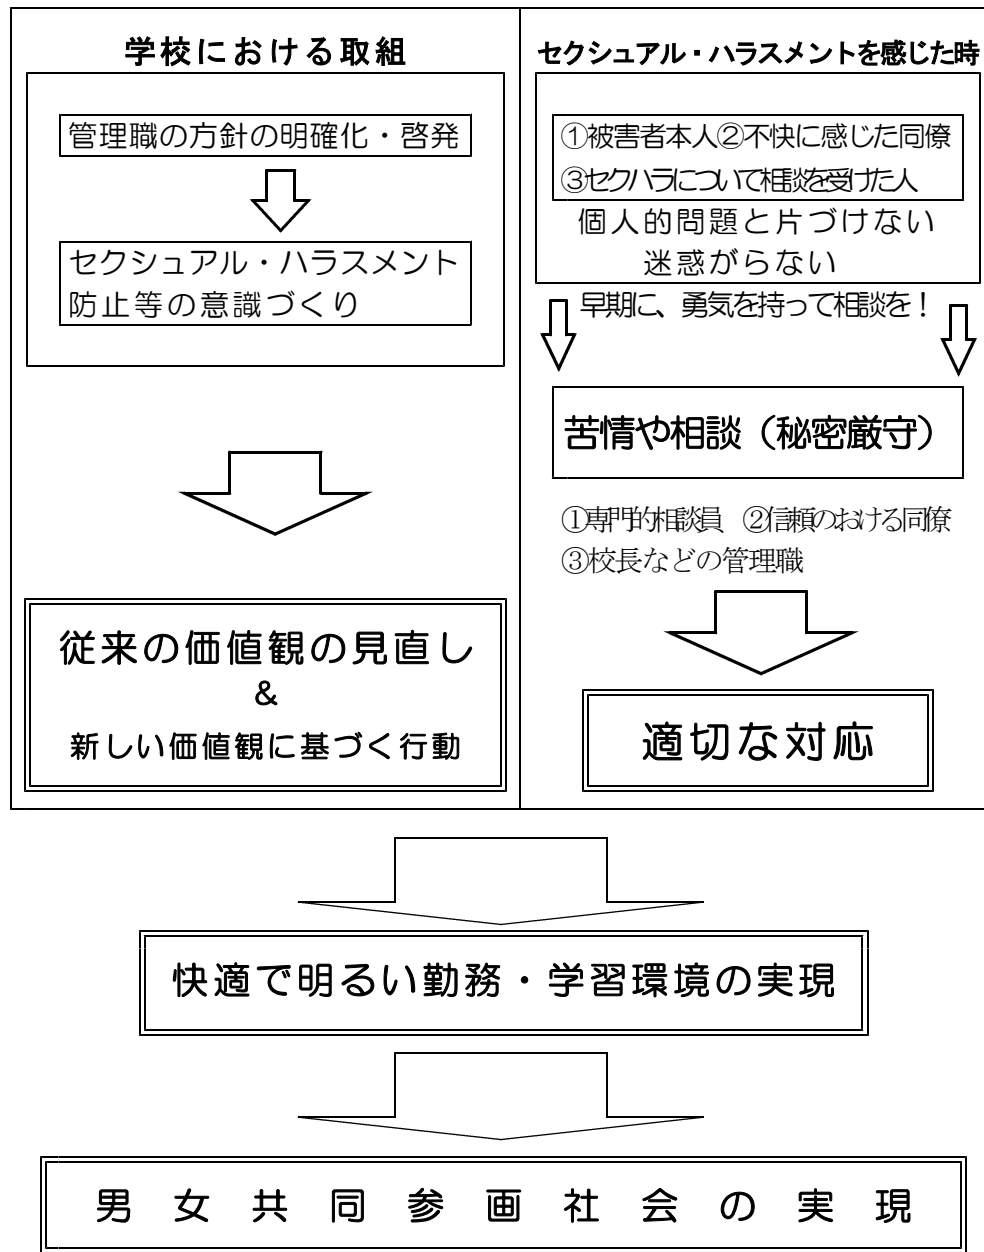 学校における取組
管理職の方針の明確化・啓発
セクシュアル・ハラスメント
防止等の意識づくり
従来の価値観の見直し
&
新しい価値観に基づく行動
セクシュアル・ハラスメントを感じた時
①被害者本人②不快に感じた同僚
③セクハラについて相談を受けた人
個人的問題と片づけない
迷惑がらない
早期に、勇気を持って相談を!
苦情や相談(秘密厳守)
①専門的相談員 ②信頼のおける同僚
③校長などの管理職
適切な対応
快適で明るい勤務・学習環境の実現
男女共同参画社会の実現